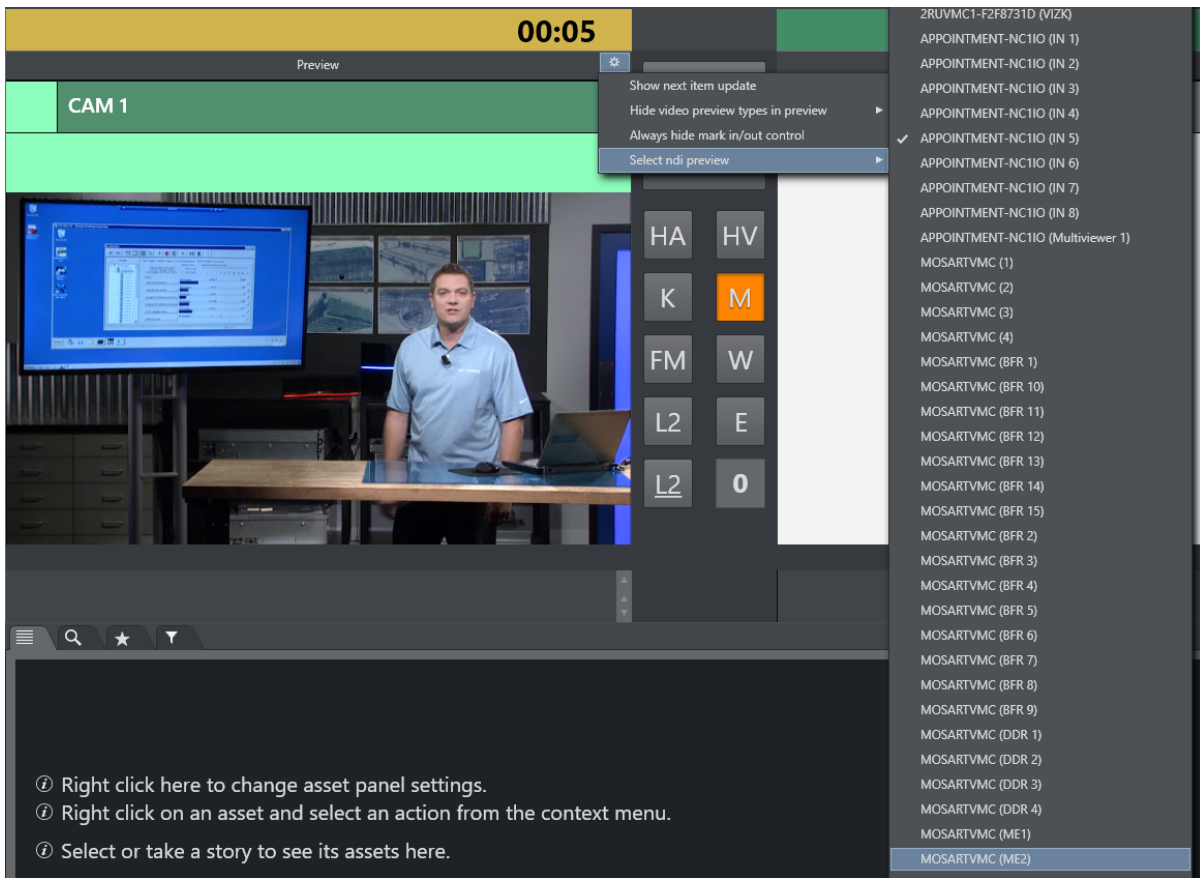 00:05
Preview
CAM 1
Show next item update
Hide video preview types in preview
Always hide mark in/out control
Select ndi preview
HA
HV
K
M
FM
W
L2
E
L2
0
2RUVMC1-F2F8731D (VIZK)
APPOINTMENT-NC1IO (IN 1)
APPOINTMENT-NC1IO (IN 2)
APPOINTMENT-NC1IO (IN 3)
APPOINTMENT-NC1IO (IN 4)
APPOINTMENT-NC1IO (IN 5)
APPOINTMENT-NC1IO (IN 6)
APPOINTMENT-NC1IO (IN 7)
APPOINTMENT-NC1IO (IN 8)
APPOINTMENT-NC1IO (Multiviewer 1)
MOSARTVMC (1)
MOSARTVMC (2)
MOSARTVMC (3)
MOSARTVMC (4)
MOSARTVMC (BFR 1)
MOSARTVMC (BFR 10)
MOSARTVMC (BFR 11)
MOSARTVMC (BFR 12)
MOSARTVMC (BFR 13)
MOSARTVMC (BFR 14)
MOSARTVMC (BFR 15)
MOSARTVMC (BFR 2)
MOSARTVMC (BFR 3)
MOSARTVMC (BFR 4)
MOSARTVMC (BFR 5)
MOSARTVMC (BFR 6)
MOSARTVMC (BFR 7)
MOSARTVMC (BFR 8)
MOSARTVMC (BFR 9)
MOSARTVMC (DDR 1)
MOSARTVMC (DDR 2)
MOSARTVMC (DDR 3)
MOSARTVMC (DDR 4)
MOSARTVMC (ME1)
MOSARTVMC (ME2)
Right click here to change asset panel settings.
Right click on an asset and select an action from the context menu.
Select or take a story to see its assets here.